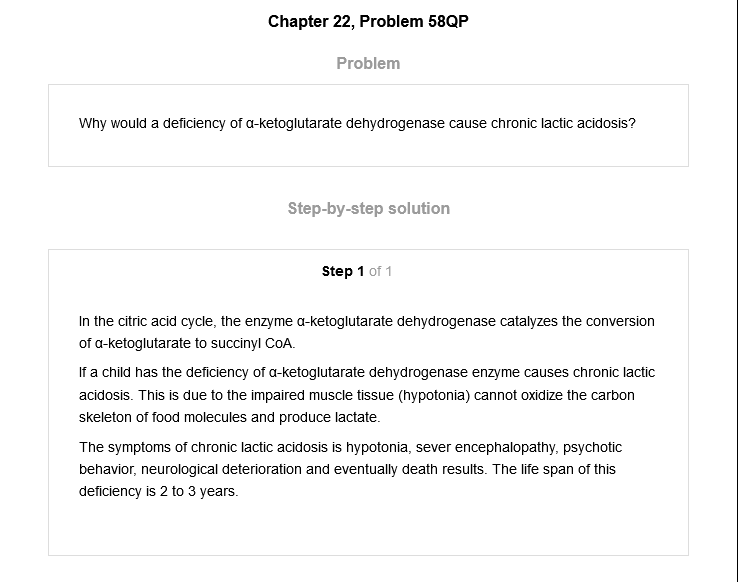 Chapter 22, Problem 58QP
Problem
Why would a deficiency of α-ketoglutarate dehydrogenase cause chronic lactic acidosis?
Step-by-step solution
Step 1 of 1
In the citric acid cycle, the enzyme α-ketoglutarate dehydrogenase catalyzes the conversion
of α-ketoglutarate to succinyl CoA.
If a child has the deficiency of α-ketoglutarate dehydrogenase enzyme causes chronic lactic
acidosis. This is due to the impaired muscle tissue (hypotonia) cannot oxidize the carbon
skeleton of food molecules and produce lactate.
The symptoms of chronic lactic acidosis is hypotonia, sever encephalopathy, psychotic
behavior, neurological deterioration and eventually death results. The life span of this
deficiency is 2 to 3 years.